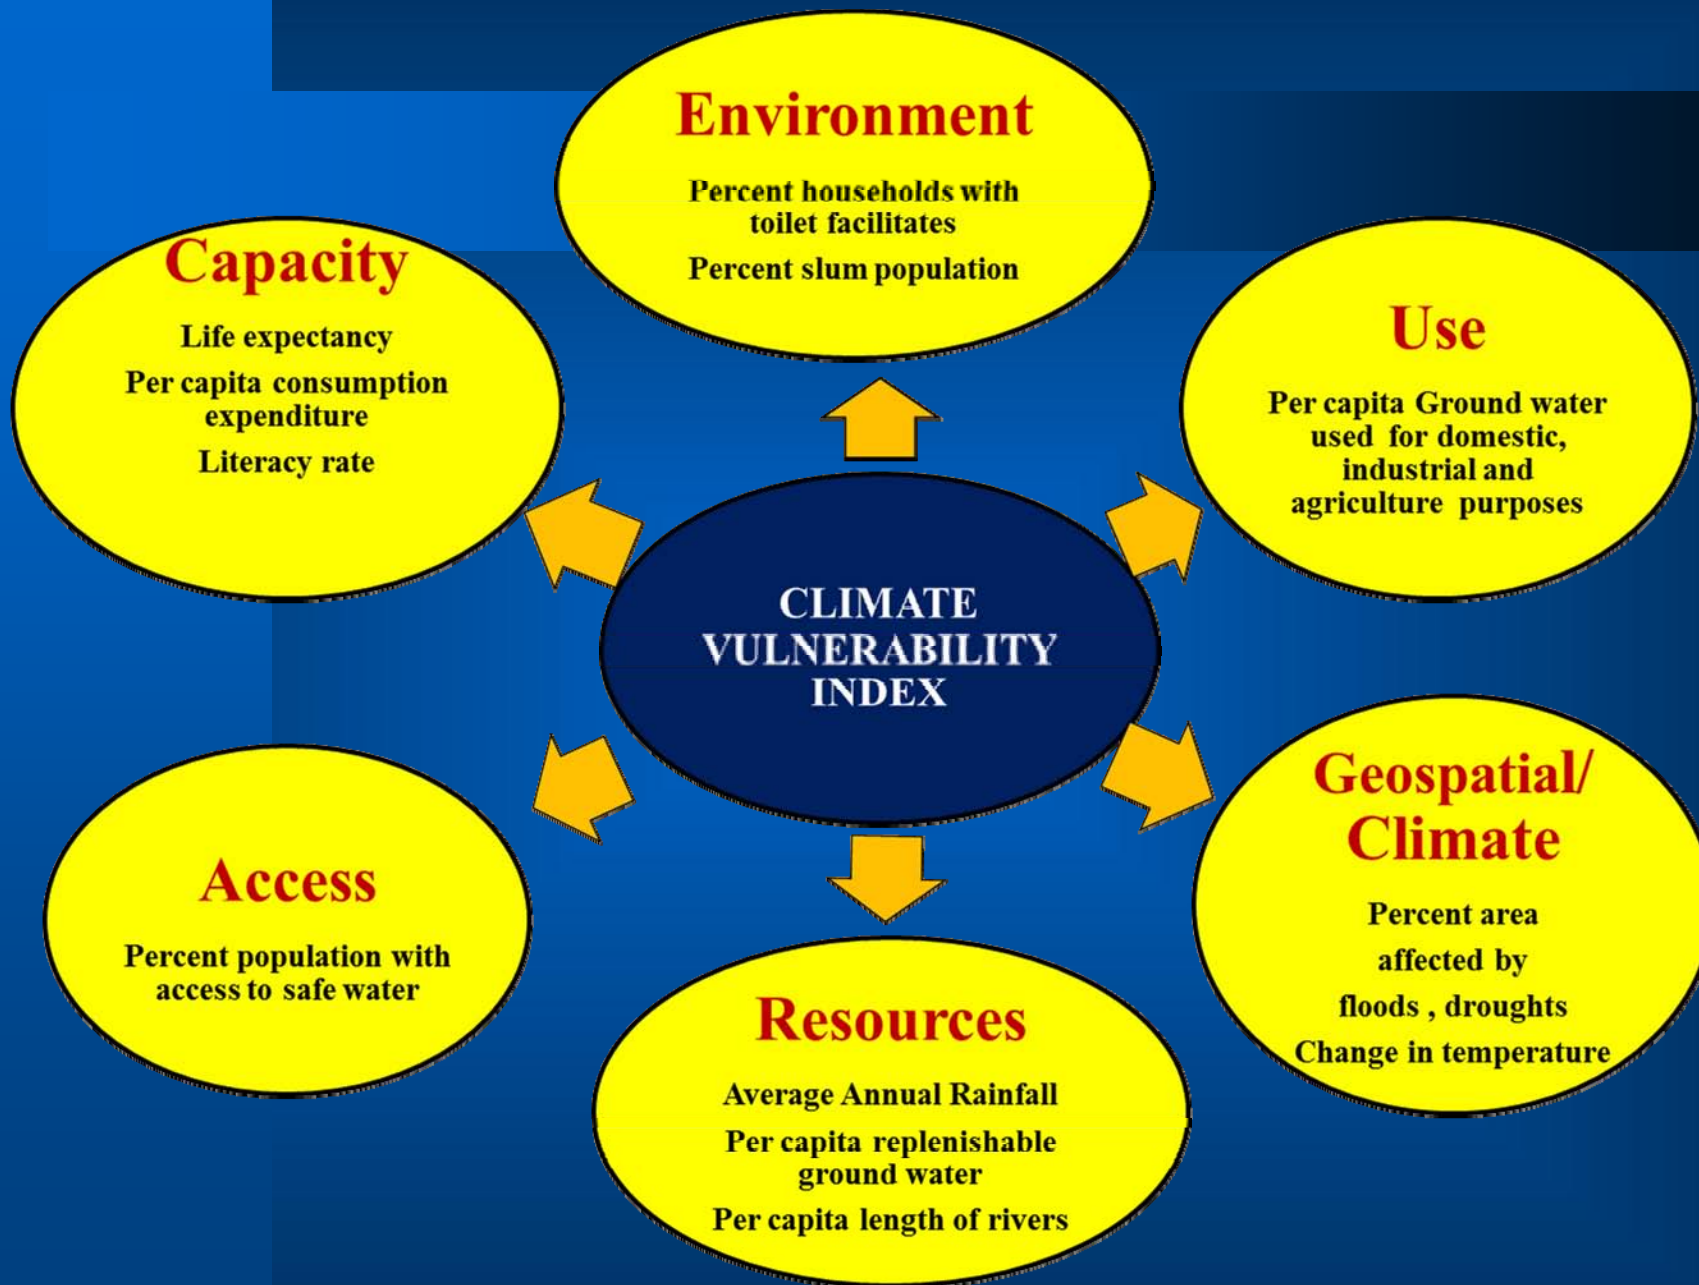 Environment
Percent households with
toilet facilitates
Percent slum population
Capacity
Life expectancy
Per capita consumption
expenditure
Literacy rate
Use
Per capita Ground water
used for domestic,
industrial and
agriculture purposes
CLIMATE
VULNERABILITY
INDEX
Access
Percent population with
access to safe water
Geospatial/
Climate
Percent area
affected by
floods , droughts
Change in temperature
Resources
Average Annual Rainfall
Per capita replenishable
ground water
Per capita length of rivers